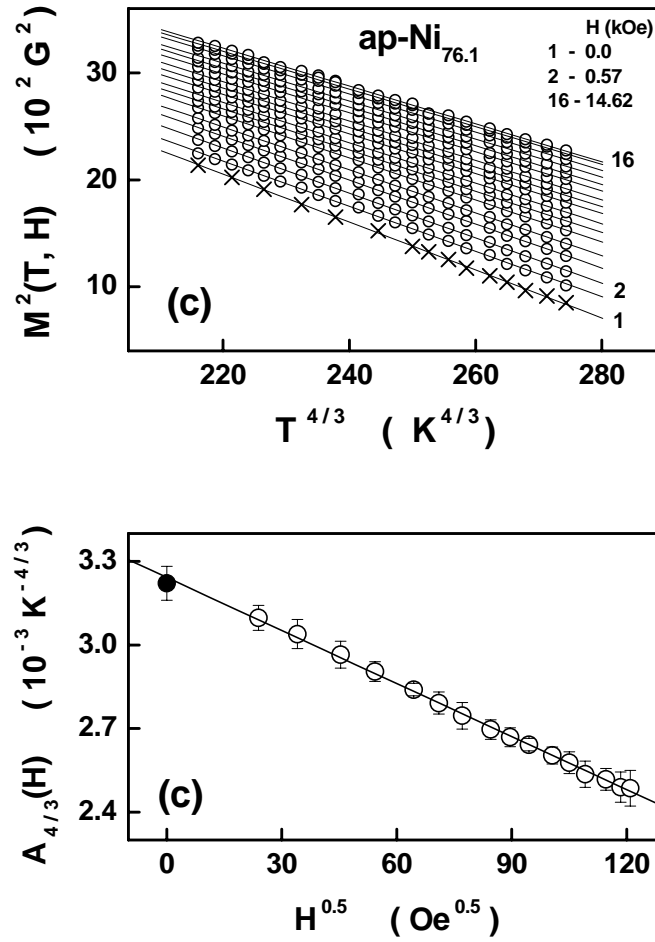 ap-Ni76.1
H (kOe)
1 - 0.0
2 - 0.57
16 - 14.62
M2(T, H) ( 10 2 G2 )
30
20
10
16
2
1
(c)
220 240 260 280
T 4/3 ( K4/3 )
A4/3(H) (10-3 K-4/3 )
3.3
3.0
2.7
2.4
(c)
0 30 60 90 120
H0.5 ( Oe0.5 )